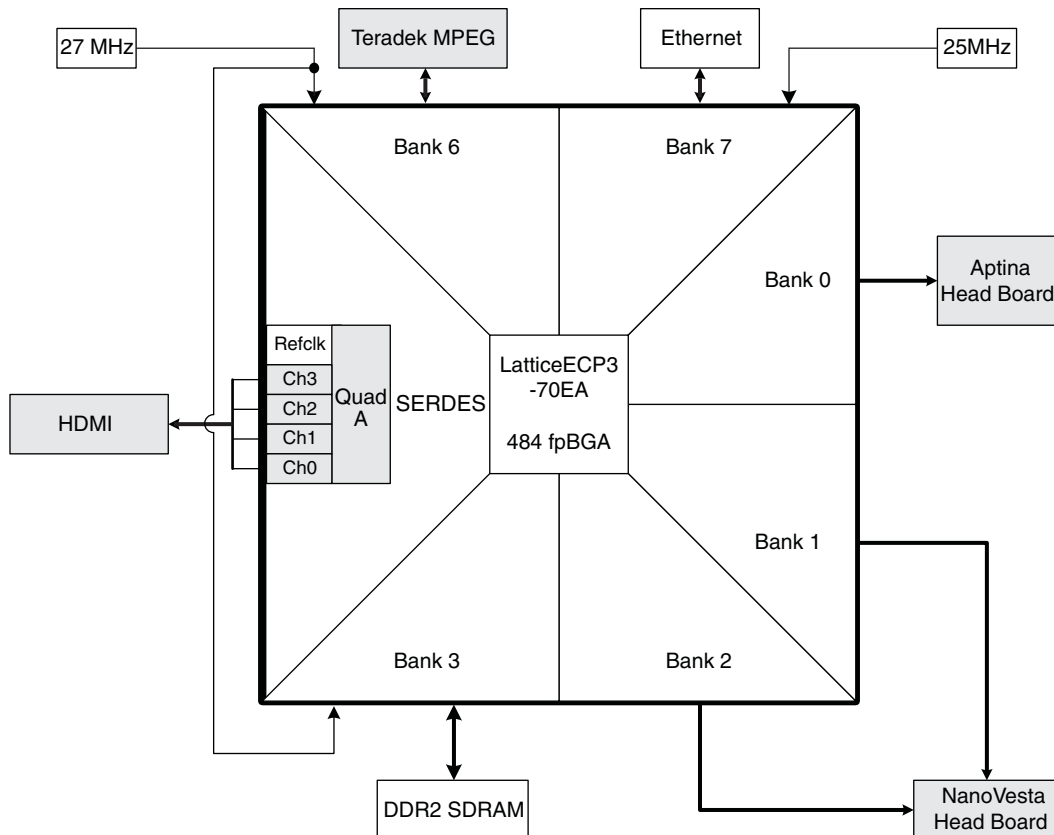 27 MHz
Teradek MPEG
Ethernet
25MHz
Bank 6
Bank 7
Bank 0
Aptina
Head Board
Refclk
Ch3
Ch2
Ch1
Ch0
Quad
A
SERDES
LatticeECP3
-70EA
484 fpBGA
HDMI
Bank 1
Bank 3
Bank 2
DDR2 SDRAM
NanoVesta
Head Board